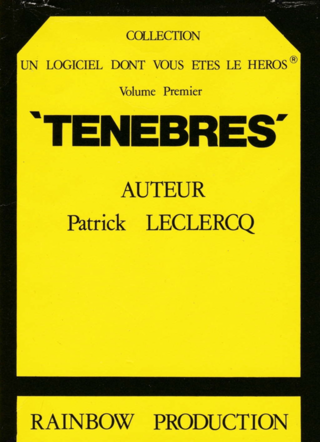 COLLECTION
UN LOGICIEL DONT VOUS ETES LE HEROS®
Volume Premier
`TENEBRES´
AUTEUR
Patrick LECLERCQ
RAINBOW PRODUCTION